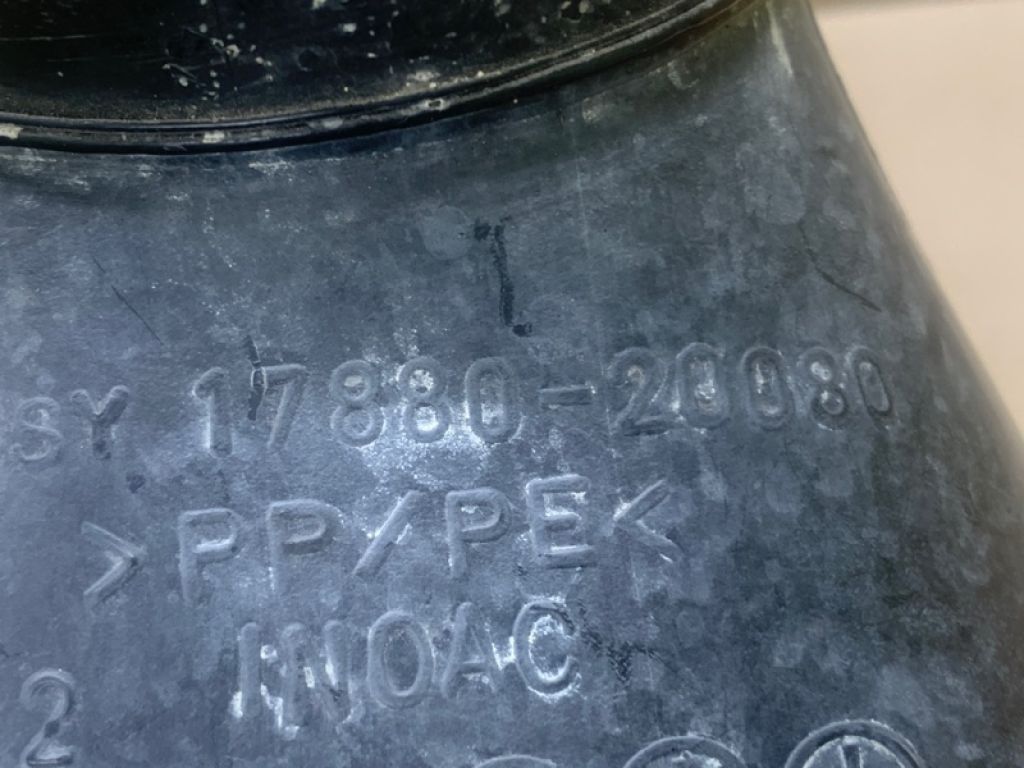 SY 17880-20080
>PP/PE<
INOAC
2